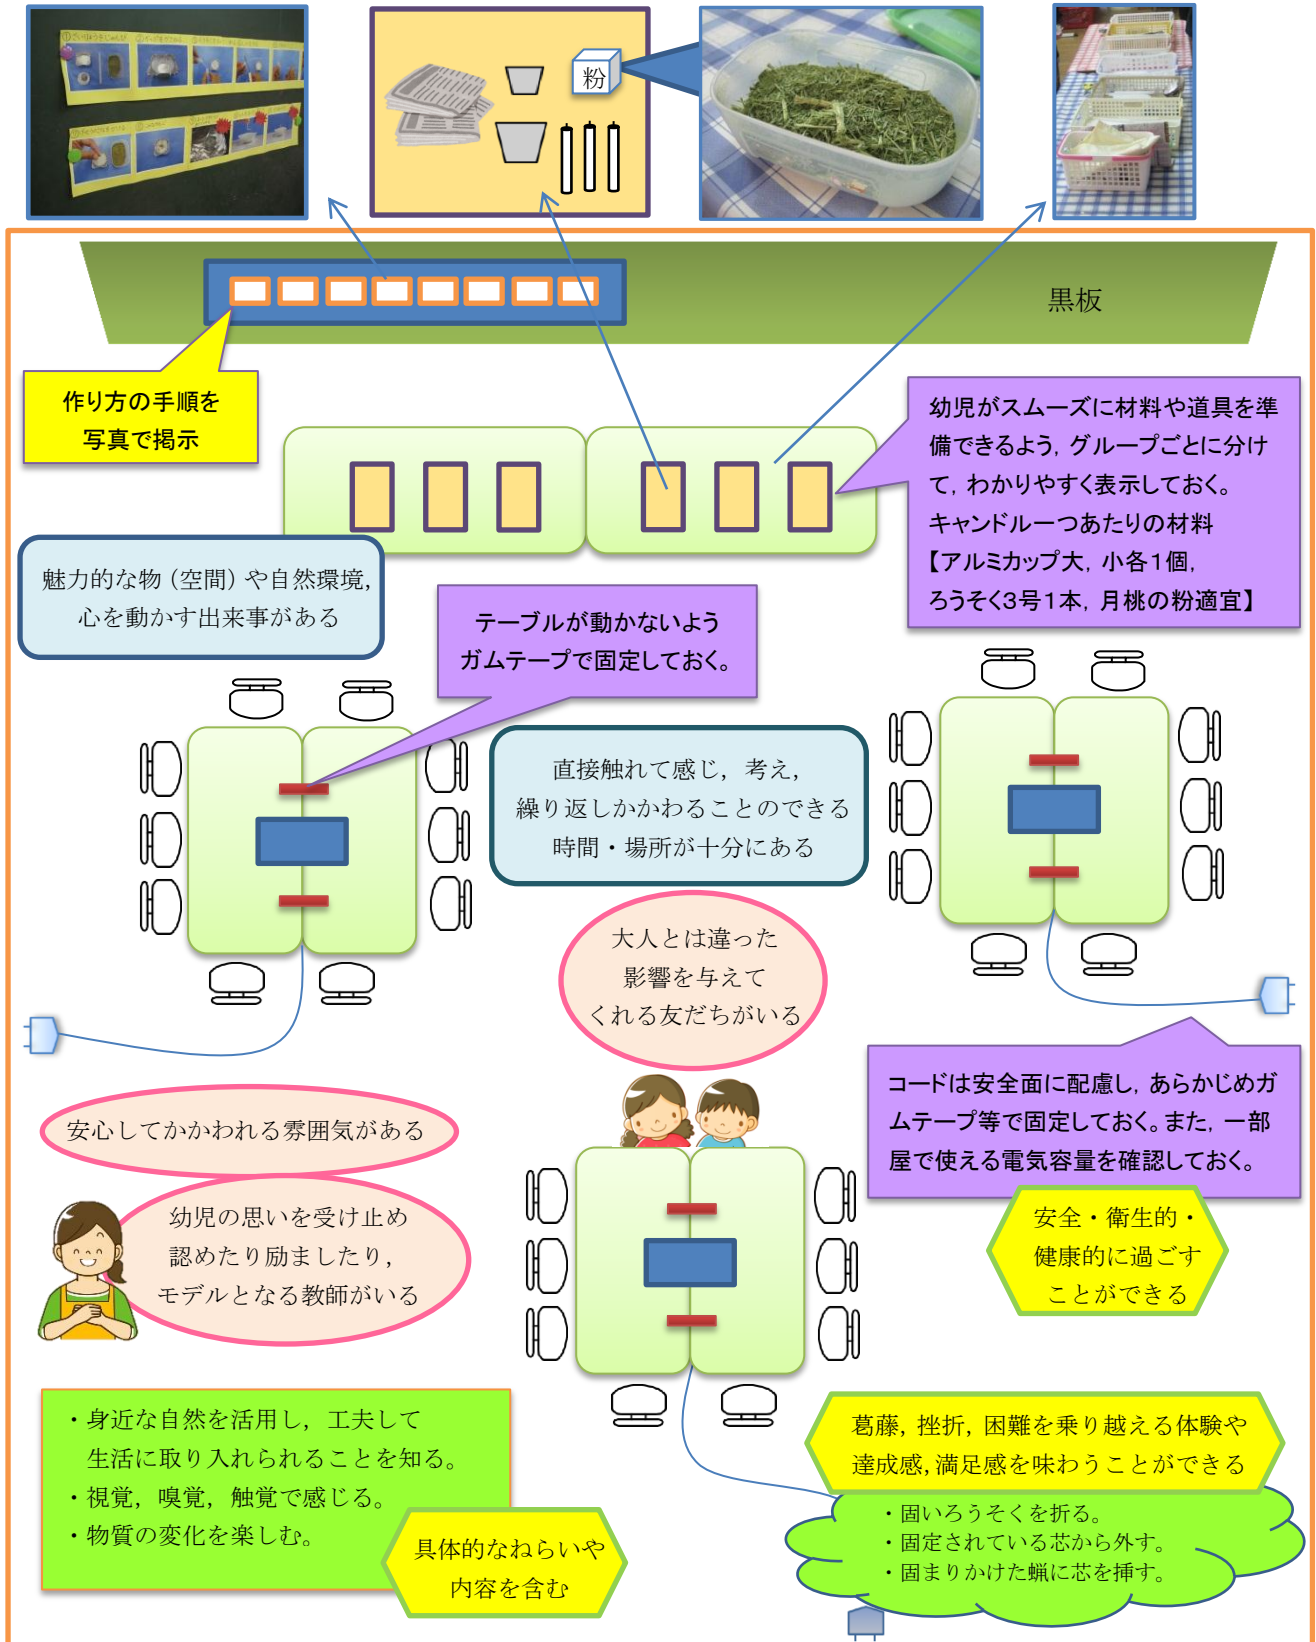 粉
黒板
作り方の手順を
写真で掲示
幼児がスムーズに材料や道具を準
備できるよう，グループごとに分け
て，わかりやすく表示しておく。
キャンドル一つあたりの材料
【アルミカップ大，小各1個，
ろうそく3号1本，月桃の粉適宜】
魅力的な物（空間）や自然環境，
心を動かす出来事がある
テーブルが動かないよう
ガムテープで固定しておく。
直接触れて感じ，考え，
繰り返しかかわることのできる
時間・場所が十分にある
大人とは違った
影響を与えて
くれる友だちがいる
コードは安全面に配慮し，あらかじめガ
ムテープ等で固定しておく。また，一部
屋で使える電気容量を確認しておく。
安心してかかわれる雰囲気がある
幼児の思いを受け止め
認めたり励ましたり，
モデルとなる教師がいる
安全・衛生的・
健康的に過ごす
ことができる
・身近な自然を活用し，工夫して
生活に取り入れられることを知る。
・視覚，嗅覚，触覚で感じる。
・物質の変化を楽しむ。
具体的なねらいや
内容を含む
葛藤，挫折，困難を乗り越える体験や
達成感，満足感を味わうことができる
・固いろうそくを折る。
・固定されている芯から外す。
・固まりかけた蝋に芯を挿す。